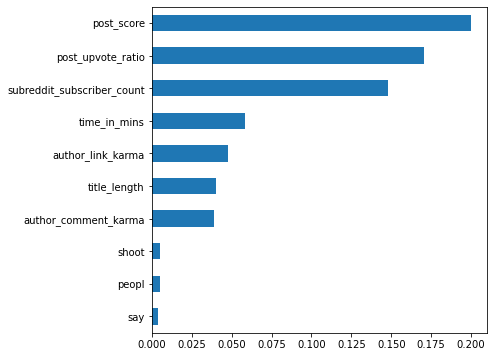 post_score
post_upvote_ratio
subreddit_subscriber_count
time_in_mins
author_link_karma
title_length
author_comment_karma
shoot
peopl
say
0.000 0.025 0.050 0.075 0.100 0.125 0.150 0.175 0.200